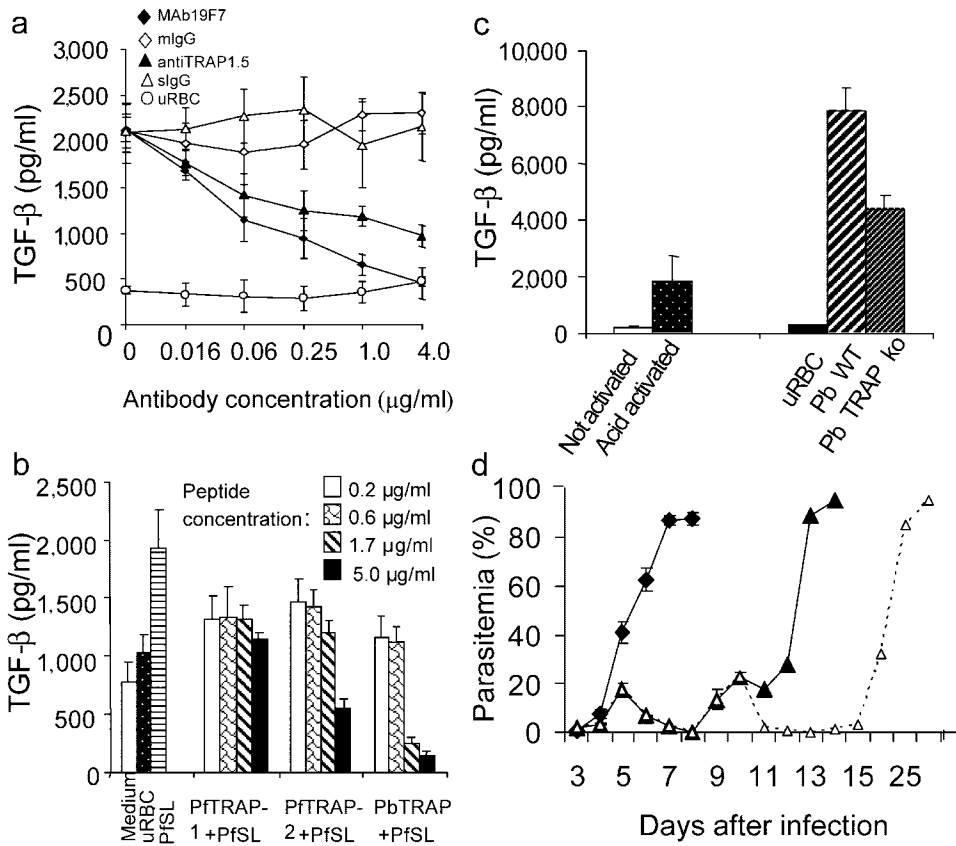 a
MAb19F7
mIgG
antiTRAP1.5
sIgG
uRBC
TGF-β (pg/ml)
3,000
2,500
2,000
1,500
1.000
500
0
0 0.016 0.06 0.25 1.0 4.0
Antibody concentration (μg/ml)
c
TGF-β (pg/ml)
10,000
8,000
6,000
4,000
2000
0
Not activated
Acid activated
uRBC
Pb WT
Pb TRAP ko
b
TGF-β (pg/ml)
2,500
2,000
1,500
1.000
500
0
Peptide
concentration:
0.2 μg/ml
0.6 μg/ml
1.7 μg/ml
5.0 μg/ml
Medium
uRBC
PfSL
PfTRAP-
1 +PfSL
PfTRAP-
2+PfSL
PbTRAP
+PfSL
d
Parasitemia (%)
100
80
60
40
20
0
3 5 7 9 11 13 15 25
Days after infection